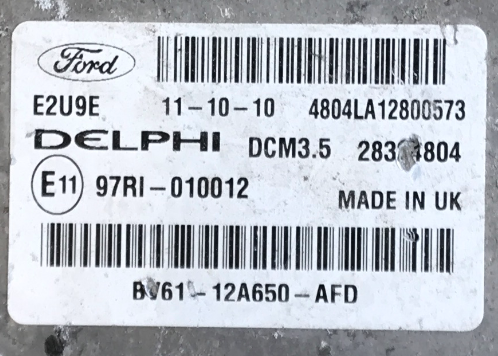 Ford
E2U9E 11-10-10 4804LA12800573
DELPHI DCM3.5
E11 97RI-010012
MADE IN UK
BV61-12A650-AFD